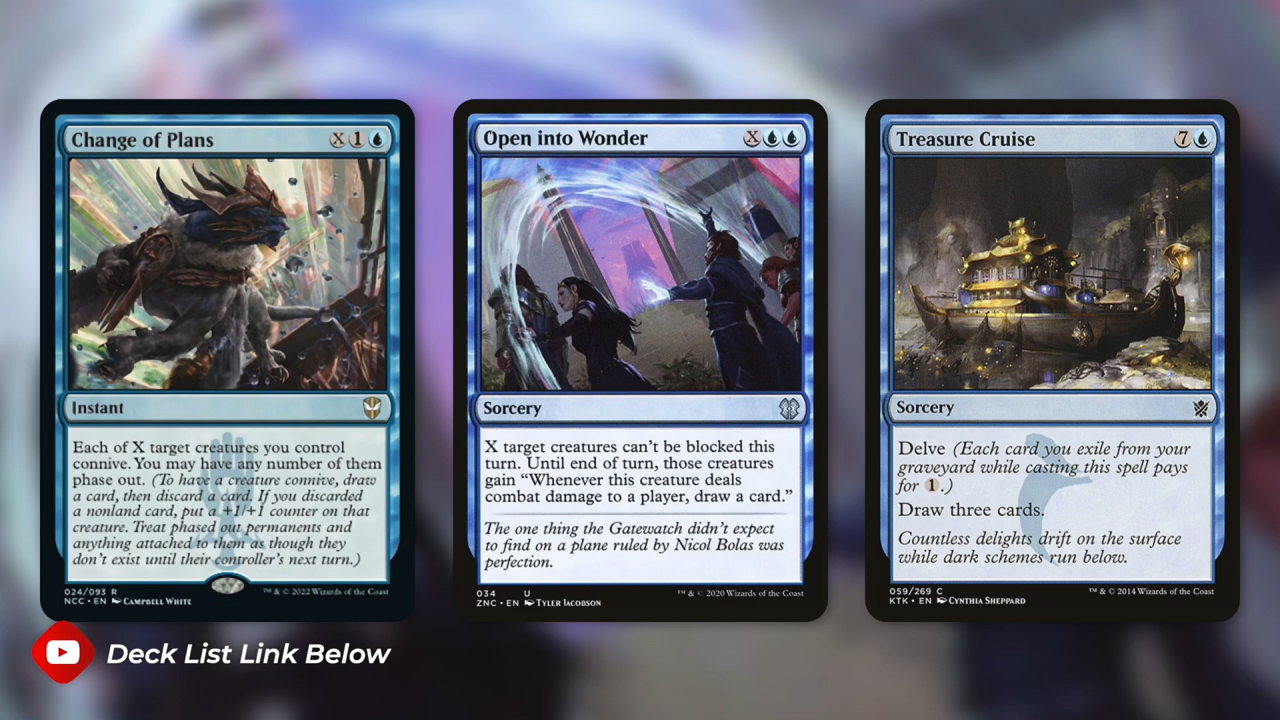 Change of Plans X 1
Instant
Each of X target creatures you control
connive. You may have any number of them
phase out. (To have a creature connive, draw
a card, then discard a card. If you discarded
a nonland card, put a +1/+1 counter on that
creature. Treat phased out permanents and
anything attached to them as though they
don't exist until their controller's next turn.)
024/093 R
NCC • EN CAMPBELL WHITE
™ & © 2022 Wizards of the Coast
Open into Wonder X
Sorcery
X target creatures can't be blocked this
turn. Until end of turn, those creatures
gain “Whenever this creature deals
combat damage to a player, draw a card.”
The one thing the Gatewatch didn't expect
to find on a plane ruled by Nicol Bolas was
perfection.
034 U
ZNC • EN TYLER JACOBSON
™ & © 2020 Wizards of the Coast
Treasure Cruise 7
Sorcery
Delve (Each card you exile from your
graveyard while casting this spell pays
for 1.)
Draw three cards.
Countless delights drift on the surface
while dark schemes run below.
059/269 C
KTK • EN CYNTHIA SHEPPARD
™ & © 2014 Wizards of the Coast
Deck List Link Below